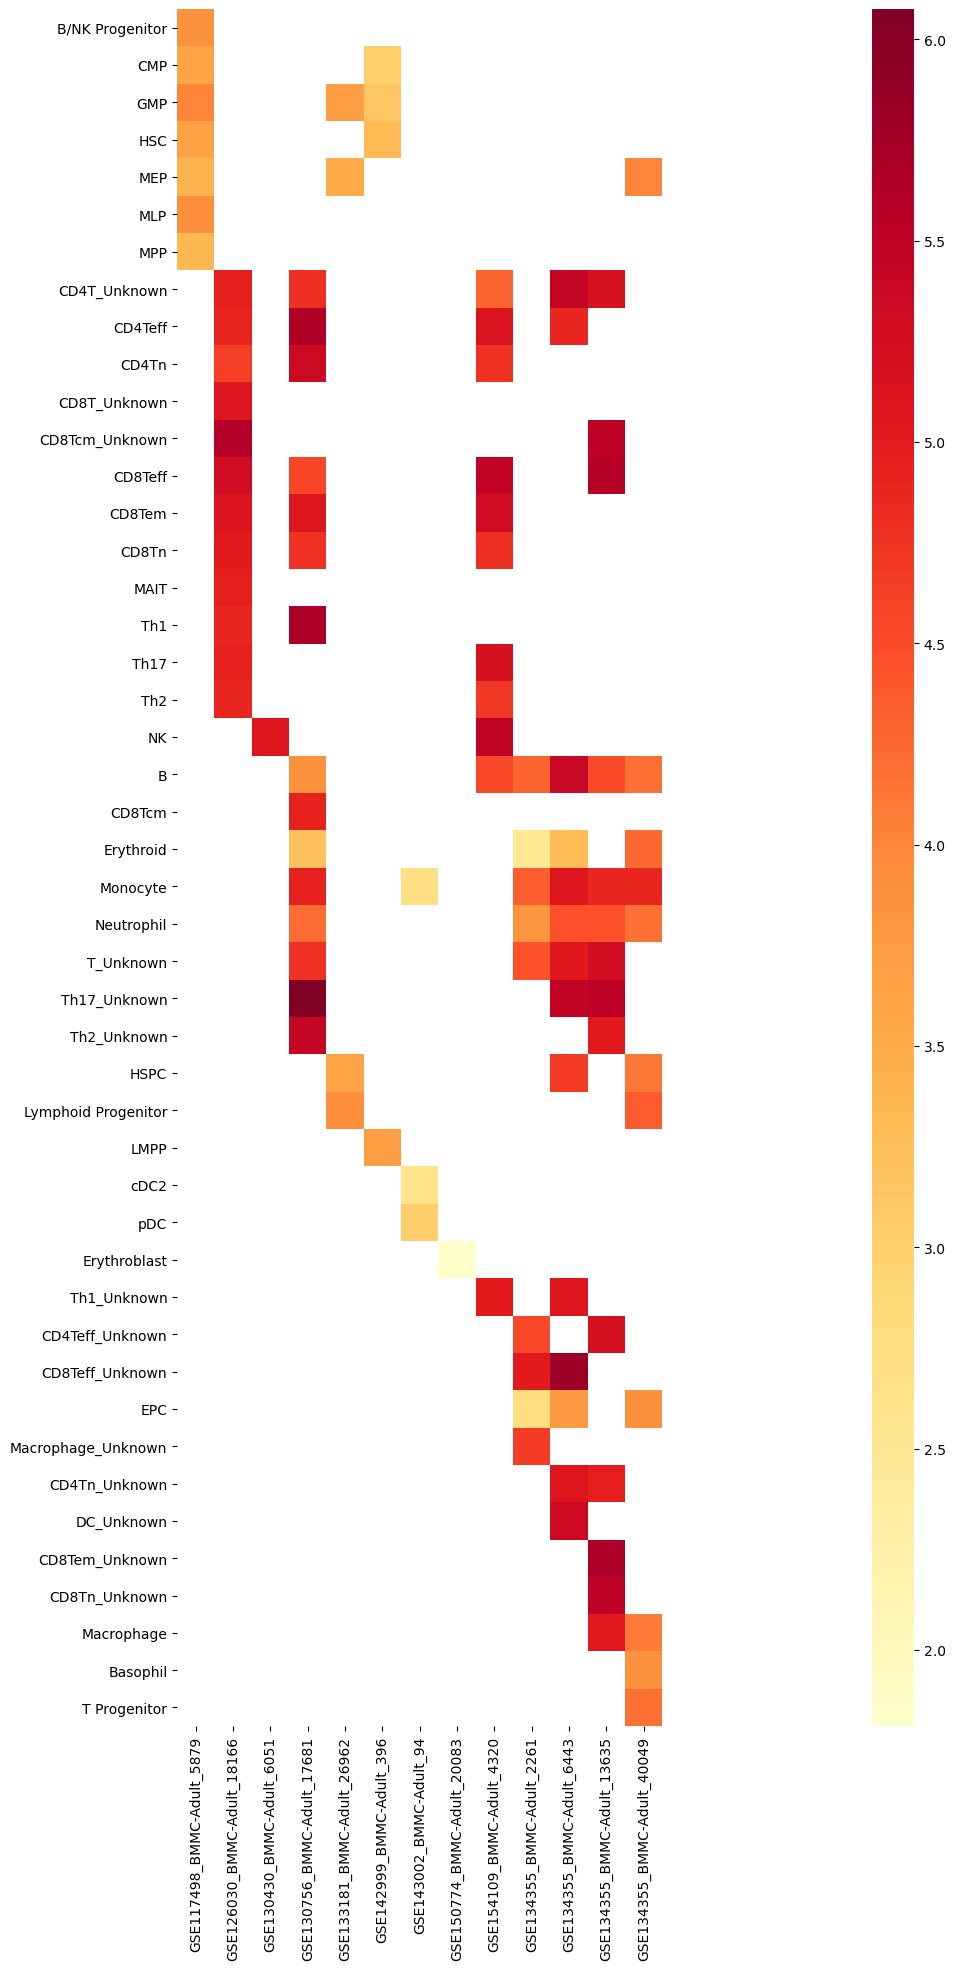 B/NK Progenitor
CMP
GMP
HSC
MEP
MLP
MPP
CD4T_Unknown
CD4Teff
CD4Tn
CD8T_Unknown
CD8Tcm_Unknown
CD8Teff
CD8Tem
CD8Tn
MAIT
Th1
Th17
Th2
NK
B
CD8Tcm
Erythroid
Monocyte
Neutrophil
T_Unknown
Th17_Unknown
Th2_Unknown
HSPC
Lymphoid Progenitor
LMPP
cDC2
pDC
Erythroblast
Th1_Unknown
CD4Teff_Unknown
CD8Teff_Unknown
EPC
Macrophage_Unknown
CD4Tn_Unknown
DC_Unknown
CD8Tem_Unknown
CD8Tn_Unknown
Macrophage
Basophil
T Progenitor
GSE117498_BMMC-Adult_5879
GSE126030_BMMC-Adult_18166
GSE130430_BMMC-Adult_6051
GSE130756_BMMC-Adult_17681
GSE133181_BMMC-Adult_26962
GSE142999_BMMC-Adult_396
GSE143002_BMMC-Adult_94
GSE150774_BMMC-Adult_20083
GSE154109_BMMC-Adult_4320
GSE134355_BMMC-Adult_2261
GSE134355_BMMC-Adult_6443
GSE134355_BMMC-Adult_13635
GSE134355_BMMC-Adult_40049
6.0
5.5
5.0
4.5
4.0
3.5
3.0
2.5
2.0